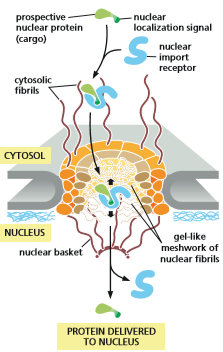 prospective
nuclear protein
(cargo)
nuclear
localization signal
nuclear
import
receptor
cytosolic
fibrils
CYTOSOL
NUCLEUS
nuclear basket
gel-like
meshwork of
nuclear fibrils
PROTEIN DELIVERED
TO NUCLEUS